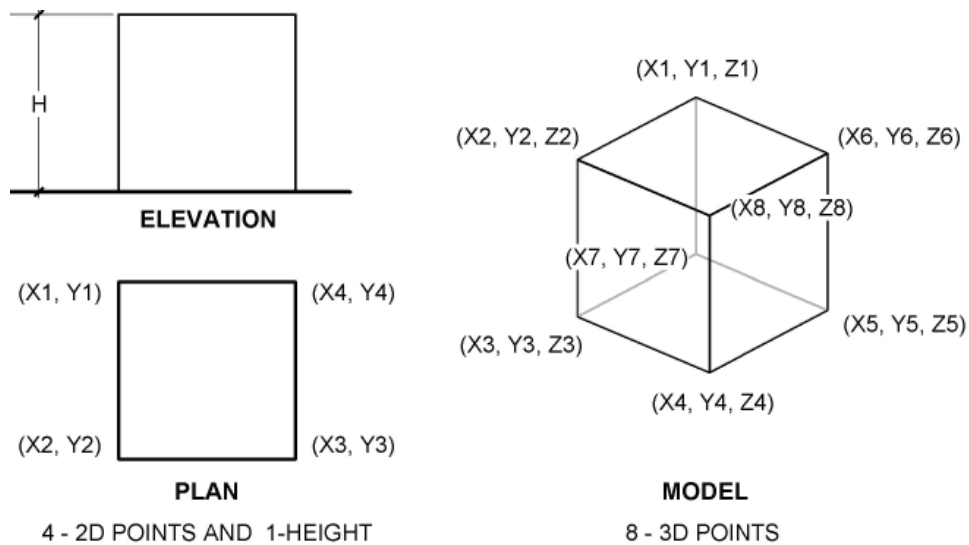 H
ELEVATION
(X1, Y1)
(X4, Y4)
(X2, Y2)
(X3, Y3)
PLAN
4 - 2D POINTS AND 1-HEIGHT
(X1, Y1, Z1)
(X2, Y2, Z2)
(X6, Y6, Z6)
(X8, Y8, Z8)
(X7, Y7, Z7)
(X5, Y5, Z5)
(X3, Y3, Z3)
(X4, Y4, Z4)
MODEL
8 - 3D POINTS